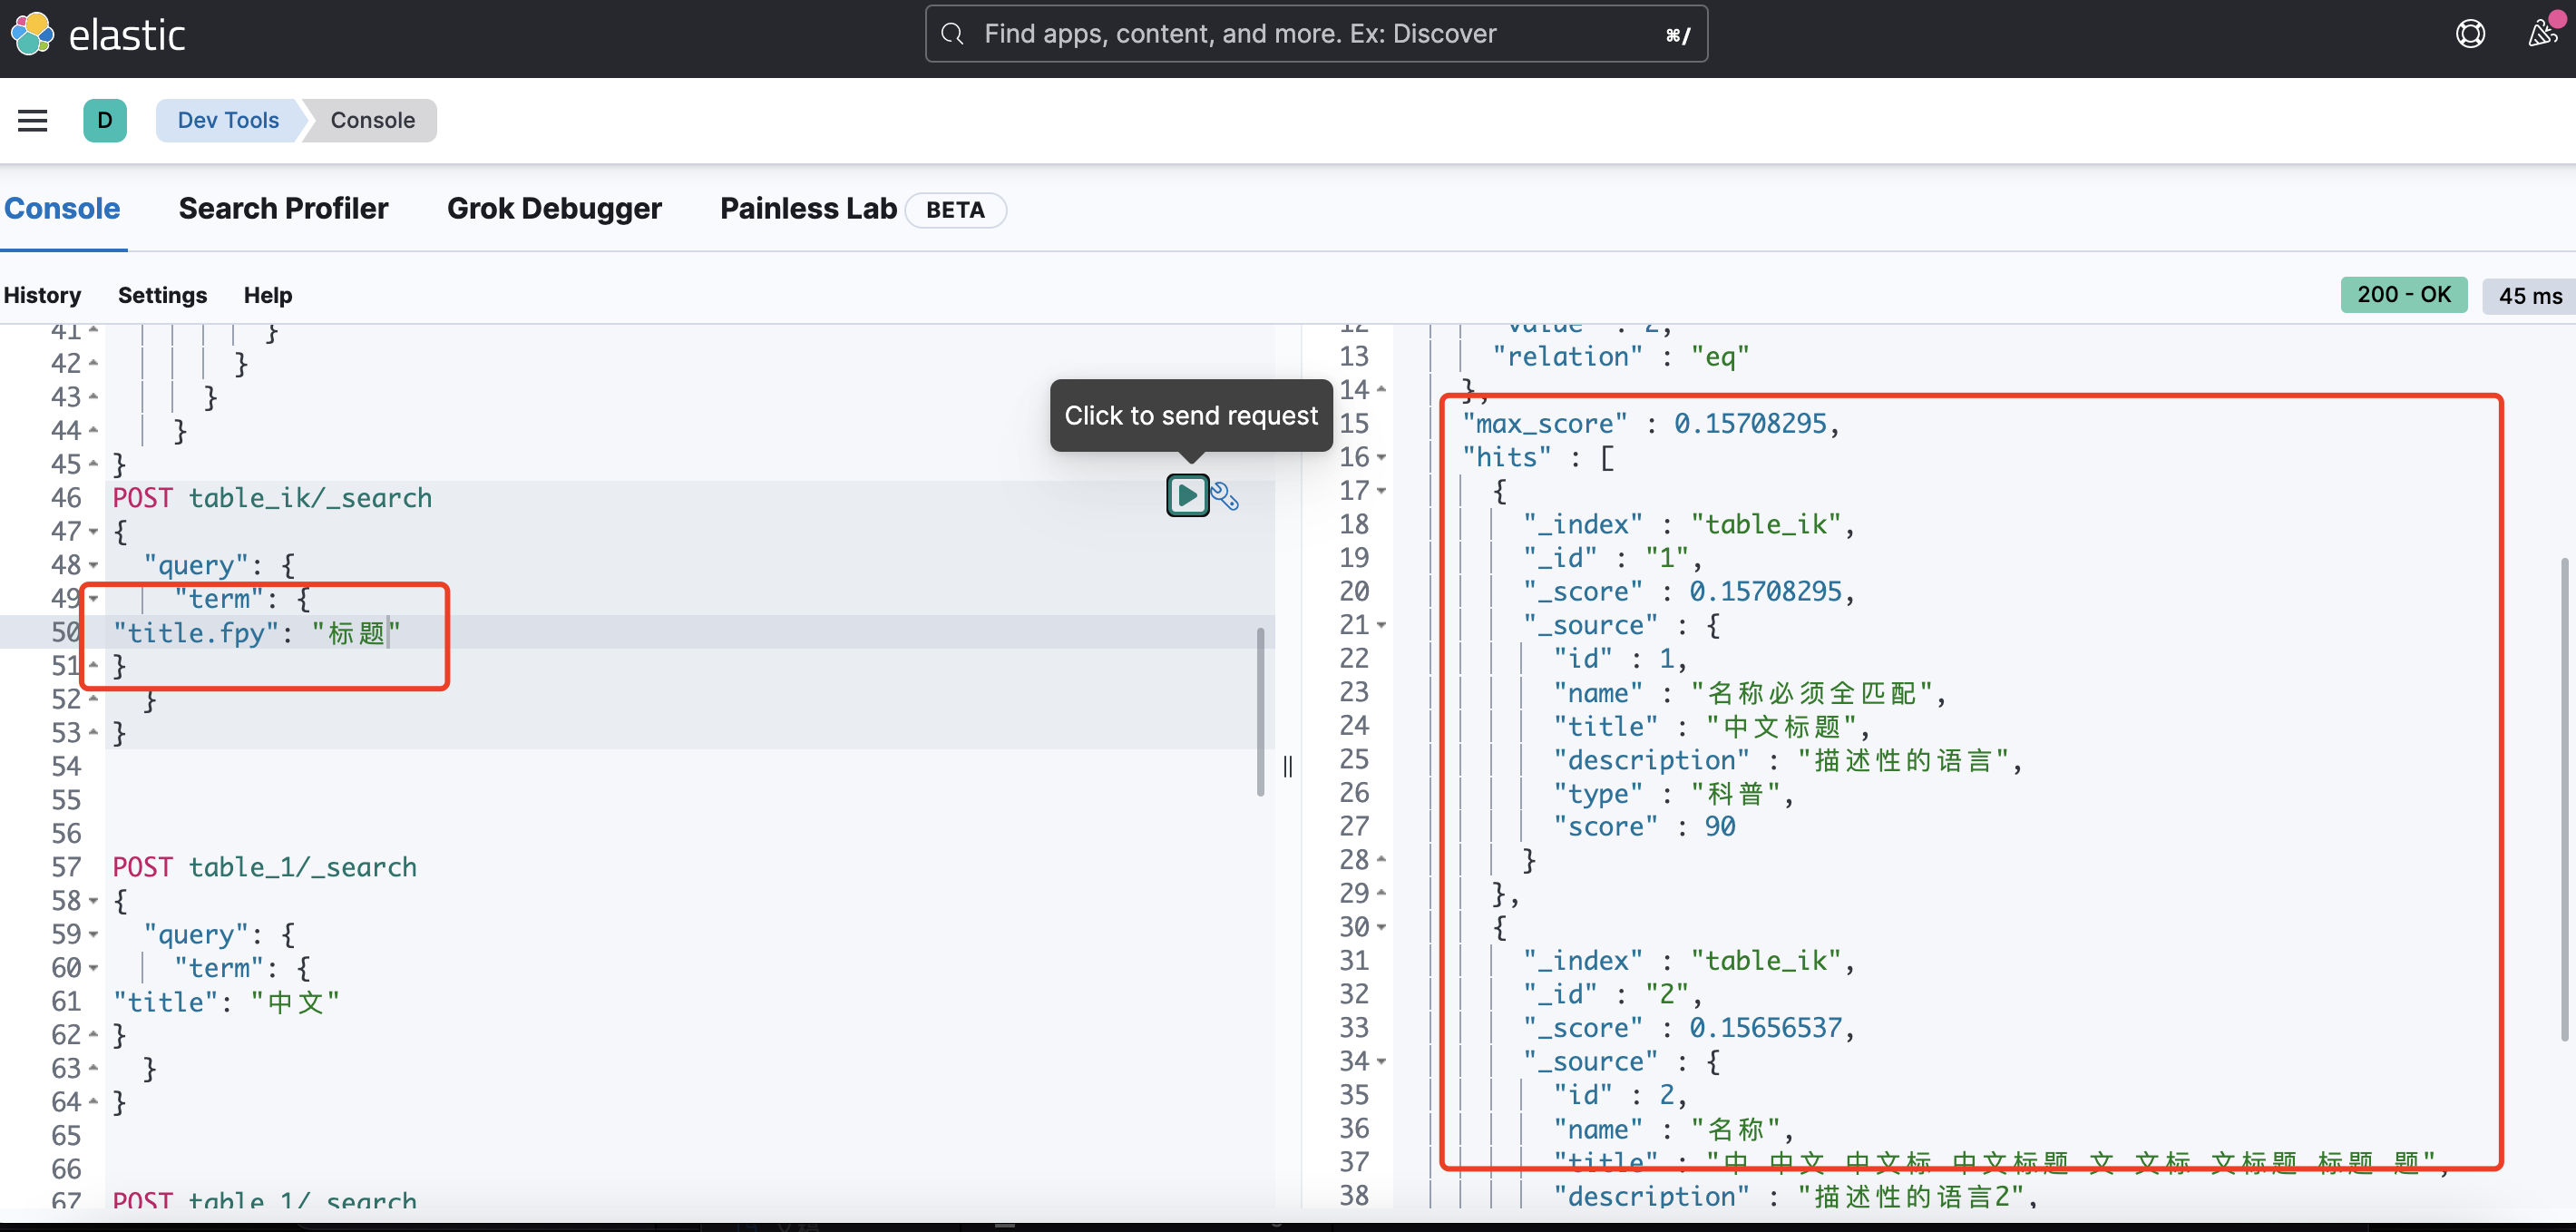 elastic
Find apps, content, and more. Ex: Discover
⌘/
D
Dev Tools
Console
Console
Search Profiler
Grok Debugger
Painless Lab
BETA
History
Settings
Help
200 - OK
45 ms
41 }
42 }
43 }
44 }
45 }
46 POST table_ik/_search
47 {
48 "query": {
49 "term": {
50 "title.fpy": "标题"
51 }
52 }
53 }
54
55
56
57 POST table_1/_search
58 {
59 "query": {
60 "term": {
61 "title": "中文"
62 }
63 }
64 }
65
66
67 POST table_1/_search
Click to send request
12 "value" : 2,
13 "relation" : "eq"
14 },
15 "max_score" : 0.15708295,
16 "hits" : [
17 {
18 "_index" : "table_ik",
19 "_id" : "1",
20 "_score" : 0.15708295,
21 "_source" : {
22 "id" : 1,
23 "name" : "名称必须全匹配",
24 "title" : "中文标题",
25 "description" : "描述性的语言",
26 "type" : "科普",
27 "score" : 90
28 }
29 },
30 {
31 "_index" : "table_ik",
32 "_id" : "2",
33 "_score" : 0.15656537,
34 "_source" : {
35 "id" : 2,
36 "name" : "名称",
37 "title" : "中 中文 中文标 中文标题 文 文标 文标题 标题 题",
38 "description" : "描述性的语言2",